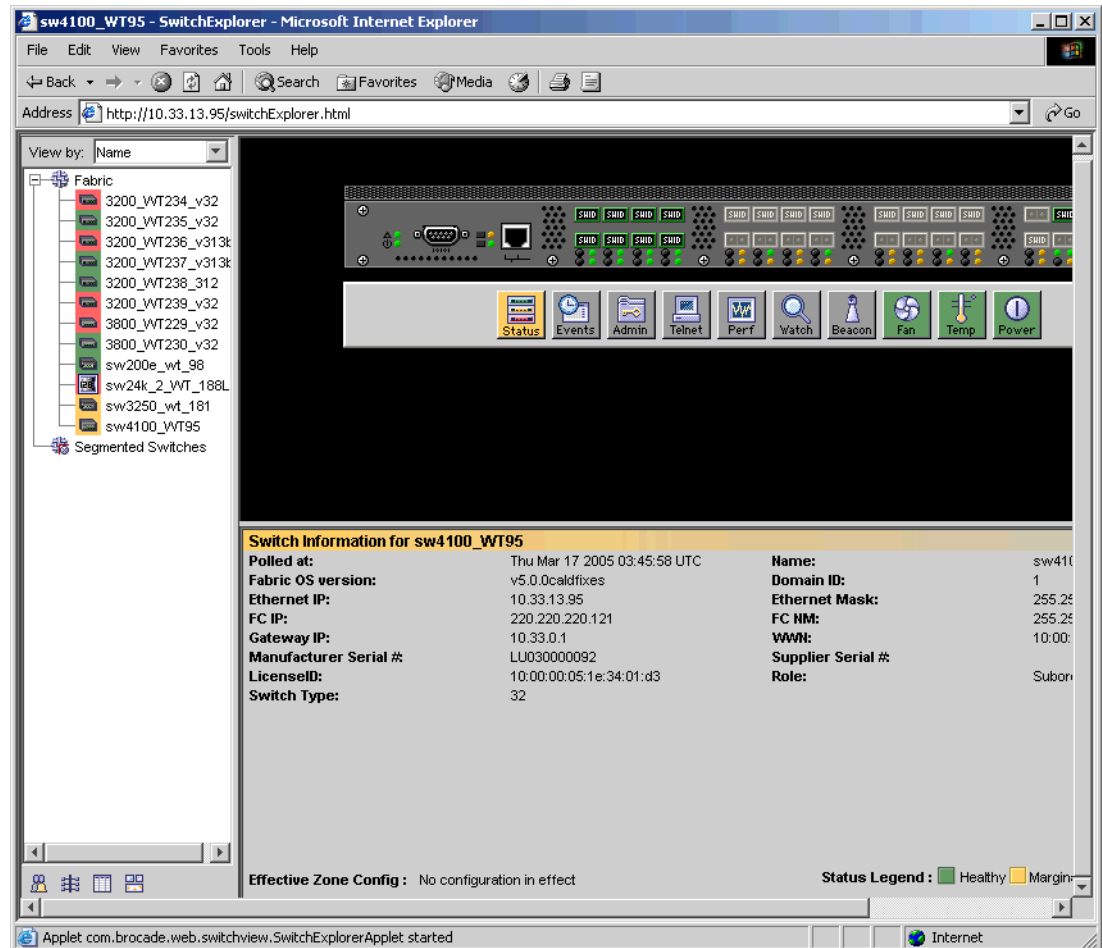 sw4100_WT95 - SwitchExplorer - Microsoft Internet Explorer
File Edit View Favorites Tools Help
Back Search Favorites Media
Address http://10.33.13.95/switchExplorer.html Go
View by: Name
Fabric
3200_WT234_v32
3200_WT235_v32
3200_WT236_v313k
3200_WT237_v313k
3200_WT238_312
3200_WT239_v32
3800_WT229_v32
3800_WT230_v32
sw200e_wt_98
sw24k_2_WT_188L
sw3250_wt_181
sw4100_WT95
Segmented Switches
Status Events Admin Telnet Perf Watch Beacon Fan Temp Power
Switch Information for sw4100_WT95
Polled at: Thu Mar 17 2005 03:45:58 UTC Name: sw410
Fabric OS version: v5.0.0caldfixes Domain ID: 1
Ethernet IP: 10.33.13.95 Ethernet Mask: 255.25
FC IP: 220.220.220.121 FC NM: 255.25
Gateway IP: 10.33.0.1 WWN: 10:00:
Manufacturer Serial #: LU030000092 Supplier Serial #:
LicenseID: 10:00:00:05:1e:34:01:d3 Role: Subor
Switch Type: 32
Effective Zone Config : No configuration in effect Status Legend : Healthy Margin
Applet com.brocade.web.switchview.SwitchExplorerApplet started Internet